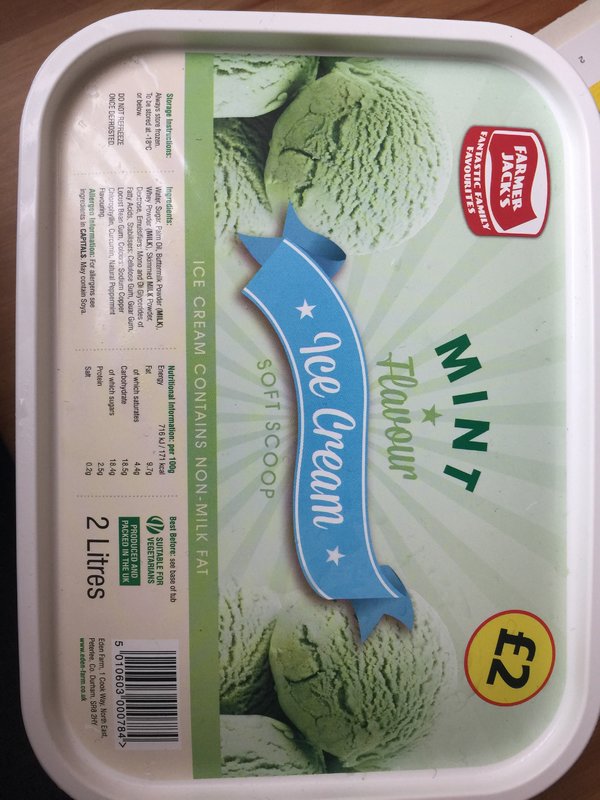 FARMER
JACK'S
FANTASTIC FAMILY
FAVOURITES
MINT
Flavour
Ice Cream
SOFT SCOOP
£2
ICE CREAM CONTAINS NON-MILK FAT
Storage Instructions:
Always store frozen.
To be stored at -18°C
or below.
DO NOT REFREEZE
ONCE DEFROSTED.
Ingredients:
Water, Sugar, Palm Oil, Buttermilk Powder (MILK),
Whey Powder (MILK), Skimmed MILK Powder,
Dextrose, Emulsifiers: Mono and Di Glycerides of
Fatty Acids, Stabilisers: Cellulose Gum, Guar Gum,
Locust Bean Gum, Colours: Sodium Copper
Chlorophyllin, Curcumin, Natural Peppermint
Flavouring.
Allergen Information: For allergens see
ingredients in CAPITALS. May contain Soya.
Nutritional Information: per 100g
Energy 716 kJ / 171 kcal
Fat 9.7g
of which saturates 4.4g
Carbohydrate 18.5g
of which sugars 18.4g
Protein 2.5g
Salt 0.2g
Best Before: see base of tub
SUITABLE FOR
VEGETARIANS
PRODUCED AND
PACKED IN THE UK
2 Litres
5 010603 000784 >
Eden Farm, 1 Cook Way, North East,
Peterlee, Co. Durham, SR8 2HY
www.eden-farm.co.uk
2